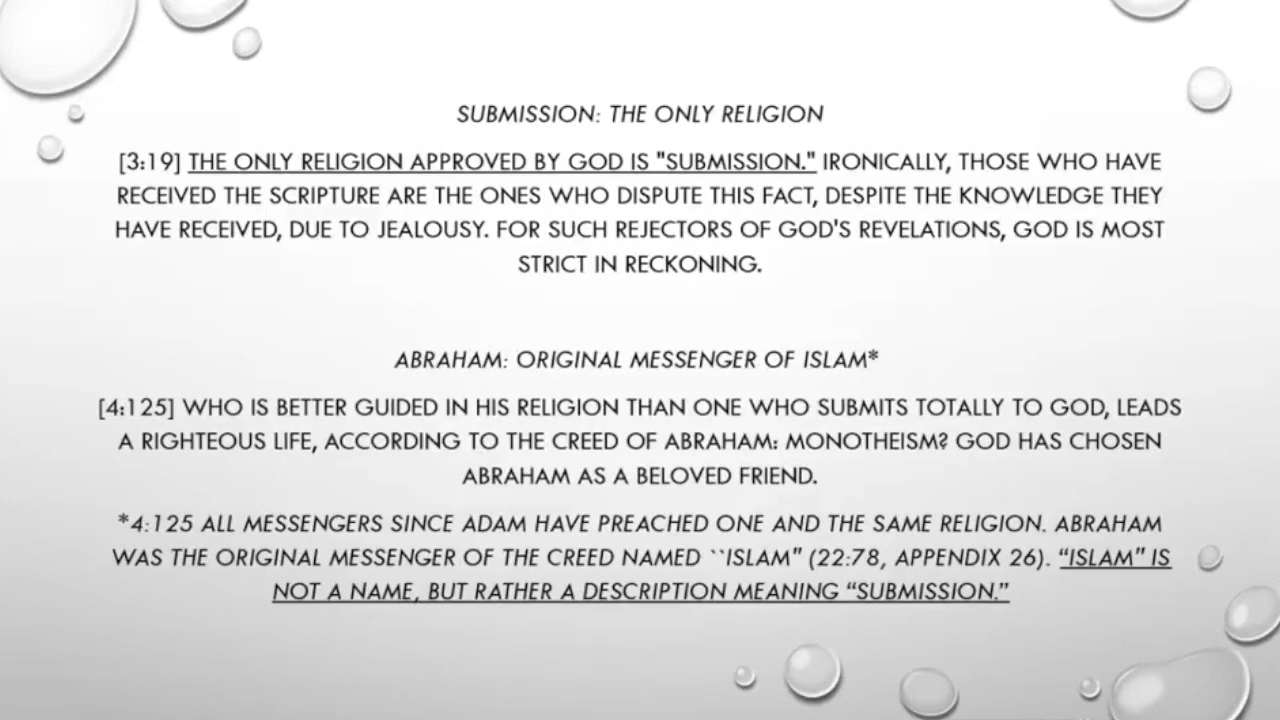 SUBMISSION: THE ONLY RELIGION
[3:19] THE ONLY RELIGION APPROVED BY GOD IS "SUBMISSION." IRONICALLY, THOSE WHO HAVE
RECEIVED THE SCRIPTURE ARE THE ONES WHO DISPUTE THIS FACT, DESPITE THE KNOWLEDGE THEY
HAVE RECEIVED, DUE TO JEALOUSY. FOR SUCH REJECTORS OF GOD'S REVELATIONS, GOD IS MOST
STRICT IN RECKONING.
ABRAHAM: ORIGINAL MESSENGER OF ISLAM*
[4:125] WHO IS BETTER GUIDED IN HIS RELIGION THAN ONE WHO SUBMITS TOTALLY TO GOD, LEADS
A RIGHTEOUS LIFE, ACCORDING TO THE CREED OF ABRAHAM: MONOTHEISM? GOD HAS CHOSEN
ABRAHAM AS A BELOVED FRIEND.
*4:125 ALL MESSENGERS SINCE ADAM HAVE PREACHED ONE AND THE SAME RELIGION. ABRAHAM
WAS THE ORIGINAL MESSENGER OF THE CREED NAMED ``ISLAM" (22:78, APPENDIX 26). “ISLAM" IS
NOT A NAME, BUT RATHER A DESCRIPTION MEANING “SUBMISSION.”